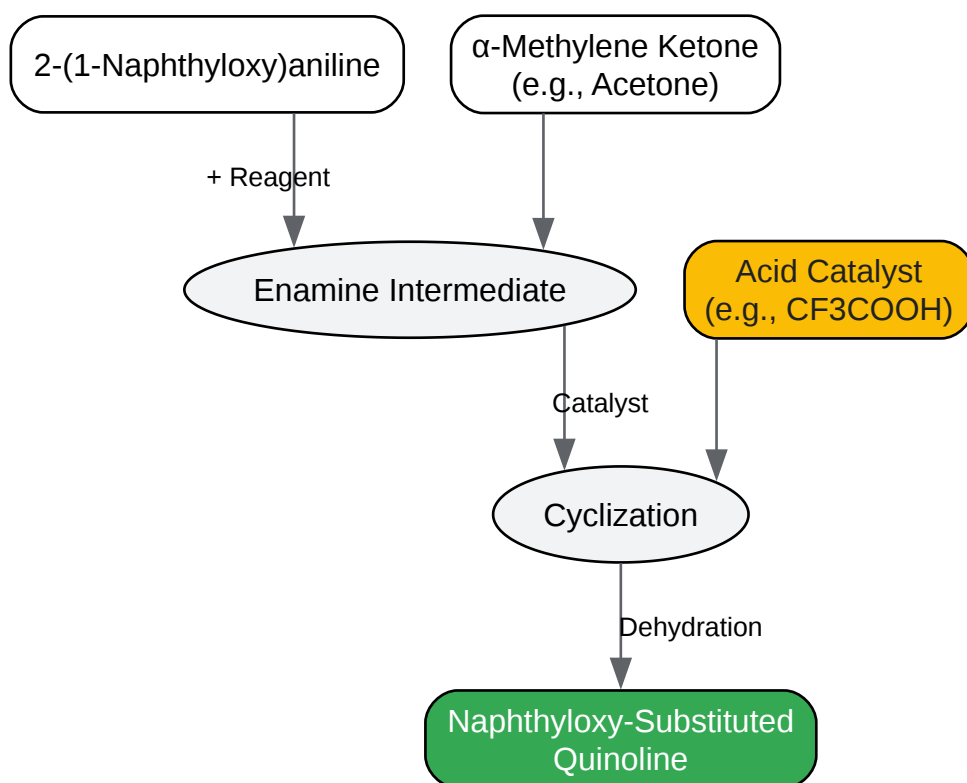 2-(1-Naphthyloxy)aniline
α-Methylene Ketone
(e.g., Acetone)
+ Reagent
Enamine Intermediate
Acid Catalyst
(e.g., CF3COOH)
Catalyst
Cyclization
Dehydration
Naphthyloxy-Substituted
Quinoline